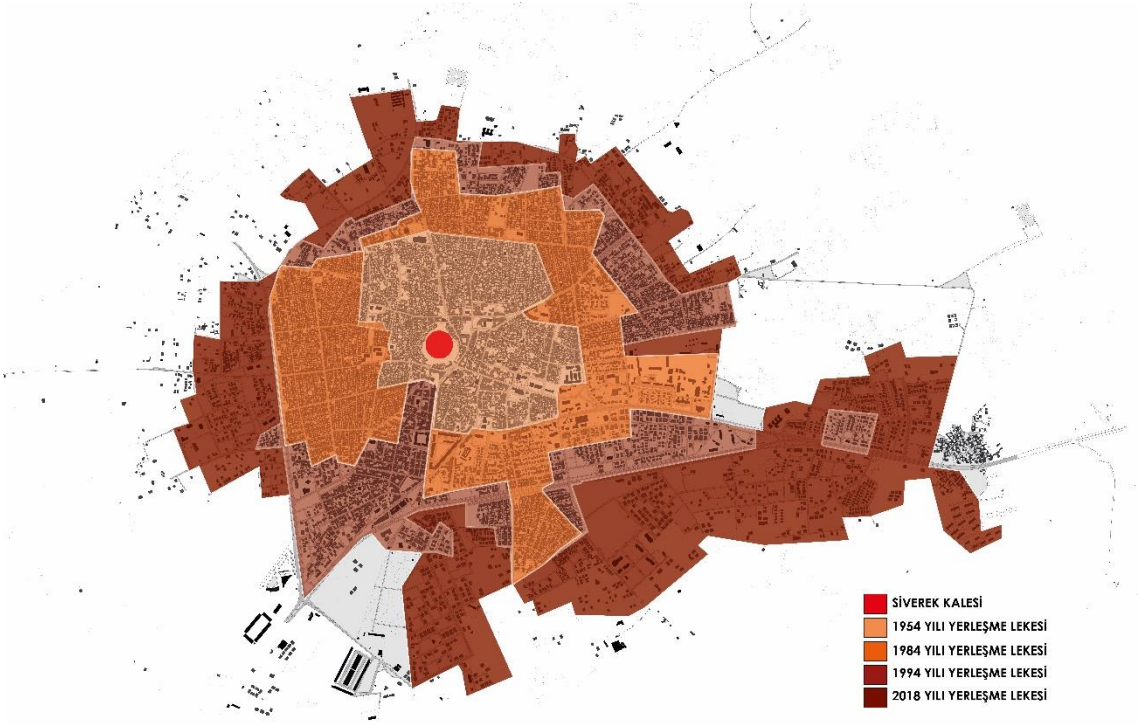 SİVEREK KALESİ
1954 YILI YERLEŞME LEKESİ
1984 YILI YERLEŞME LEKESİ
1994 YILI YERLEŞME LEKESİ
2018 YILI YERLEŞME LEKESİ